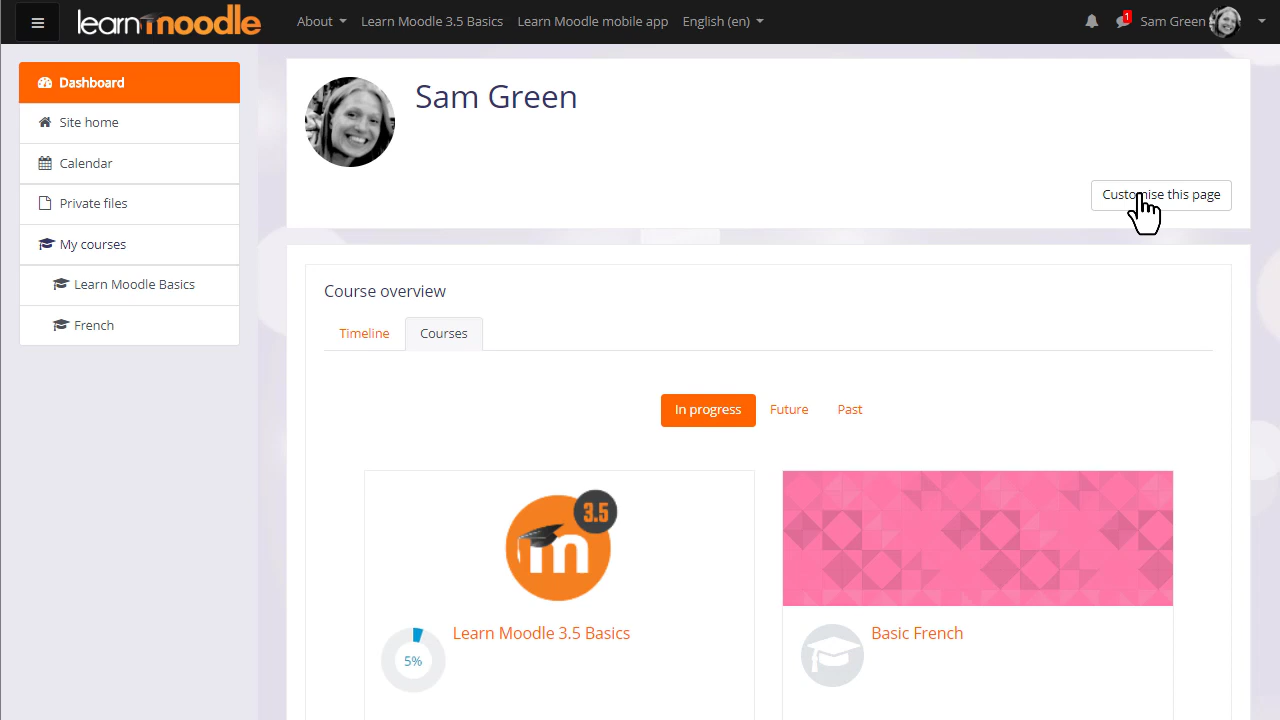 learn moodle
About
Learn Moodle 3.5 Basics
Learn Moodle mobile app
English (en)
1
Sam Green
Dashboard
Site home
Calendar
Private files
My courses
Learn Moodle Basics
French
Sam Green
Customise this page
Course overview
Timeline
Courses
In progress
Future
Past
3.5
m
5%
Learn Moodle 3.5 Basics
Basic French